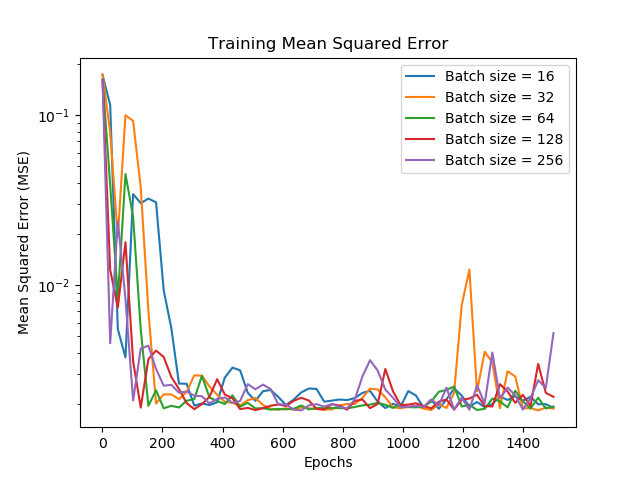 Training Mean Squared Error
Batch size = 16
Batch size = 32
Batch size = 64
Batch size = 128
Batch size = 256
Mean Squared Error (MSE)
10⁻¹
10⁻²
0 200 400 600 800 1000 1200 1400
Epochs